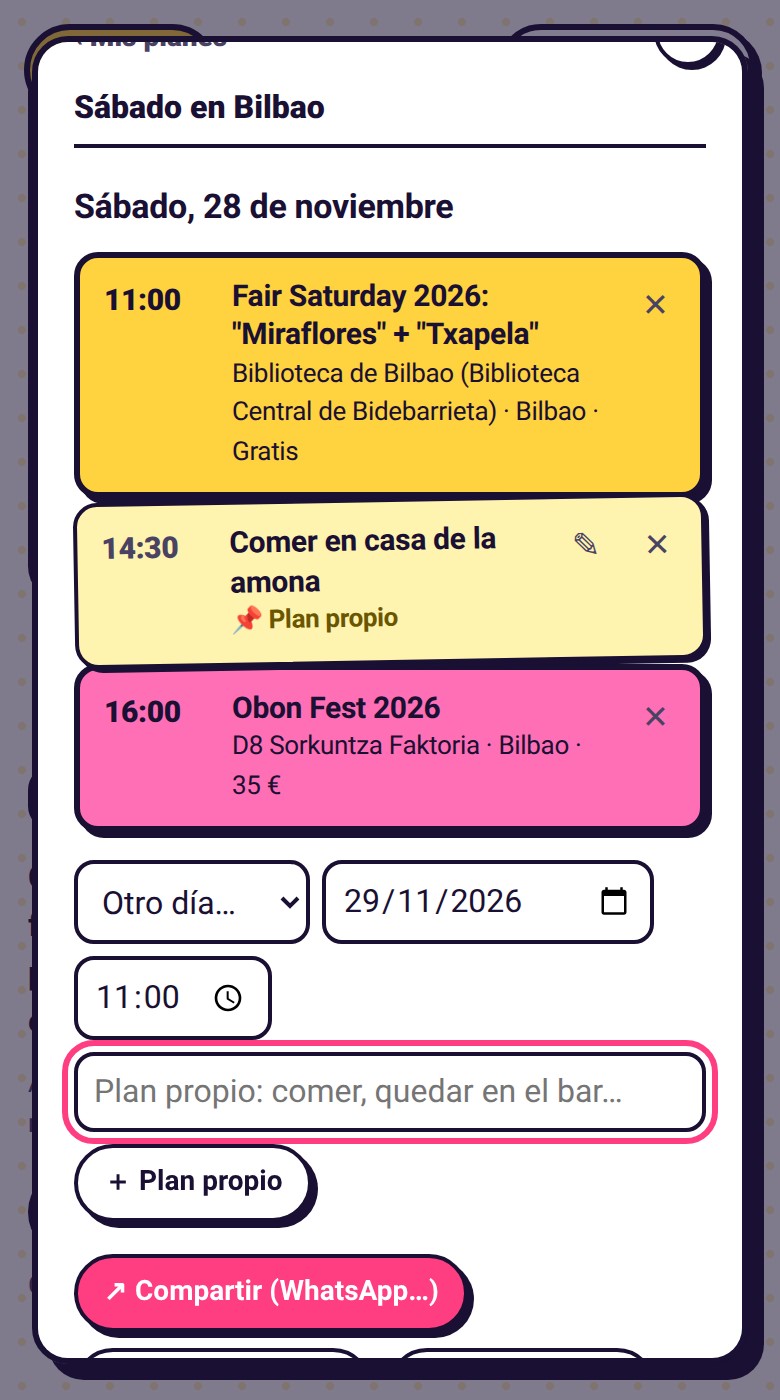 ‹ Mis planes
Sábado en Bilbao
Sábado, 28 de noviembre
11:00
Fair Saturday 2026:
"Miraflores" + "Txapela"
✕
Biblioteca de Bilbao (Biblioteca
Central de Bidebarrieta) · Bilbao ·
Gratis
14:30
Comer en casa de la
amona
✎ ✕
📌 Plan propio
16:00
Obon Fest 2026
✕
D8 Sorkuntza Faktoria · Bilbao ·
35 €
Otro día...
29/11/2026
11:00
Plan propio: comer, quedar en el bar...
+ Plan propio
↗ Compartir (WhatsApp...)